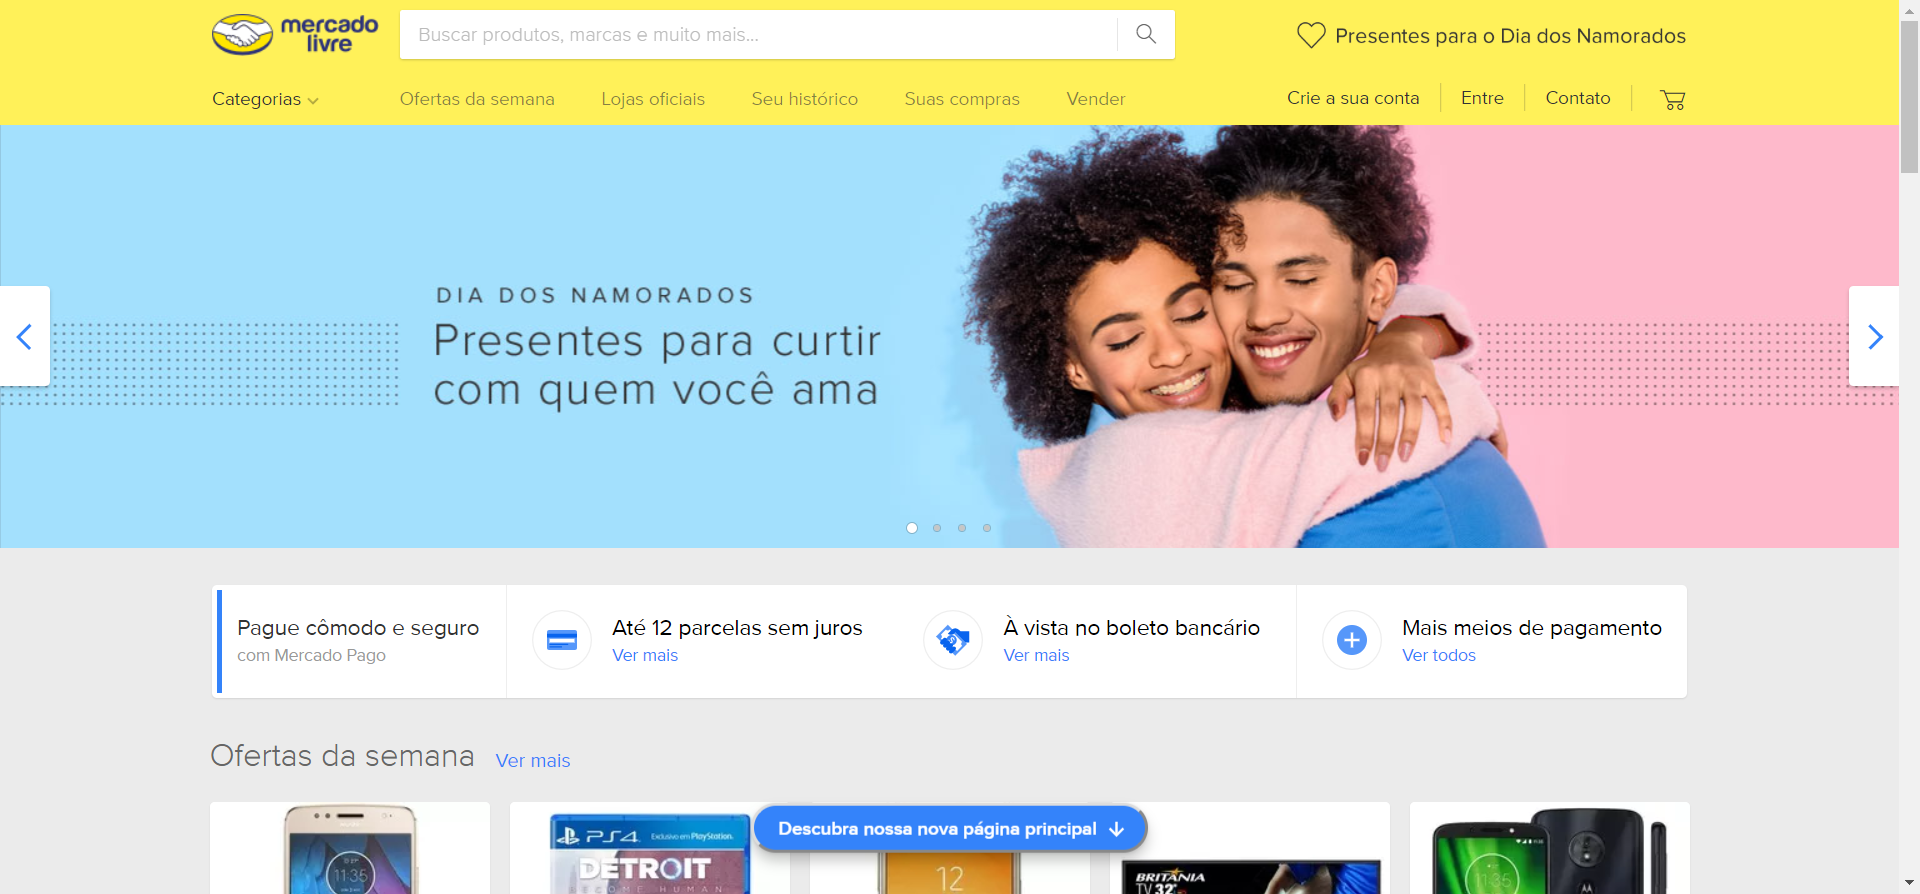 mercado
livre
Buscar produtos, marcas e muito mais...
Presentes para o Dia dos Namorados
Categorias
Ofertas da semana
Lojas oficiais
Seu histórico
Suas compras
Vender
Crie a sua conta
Entre
Contato
DIA DOS NAMORADOS
Presentes para curtir
com quem você ama
Pague cômodo e seguro
com Mercado Pago
Até 12 parcelas sem juros
Ver mais
À vista no boleto bancário
Ver mais
Mais meios de pagamento
Ver todos
Ofertas da semana
Ver mais
11:35
PS4
Exclusivo em PlayStation.
DETROIT
BECOME HUMAN
Descubra nossa nova página principal
12
BRITÂNIA
TV 32"
11:35